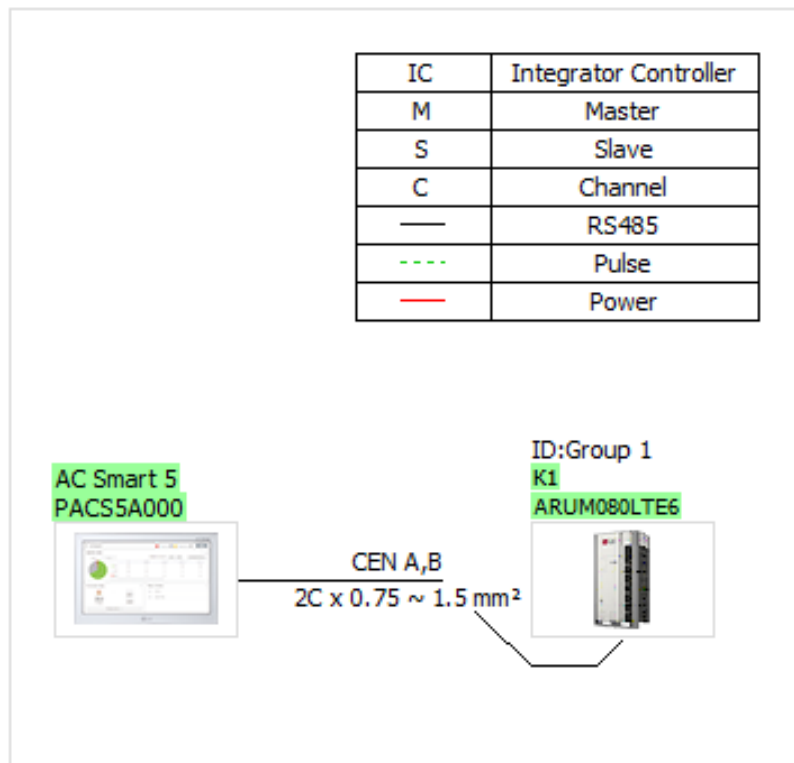 IC Integrator Controller
M Master
S Slave
C Channel
RS485
Pulse
Power
ID:Group 1
AC Smart 5
K1
PACS5A000
ARUM080LTE6
CEN A,B
2C x 0.75 ~ 1.5 mm²